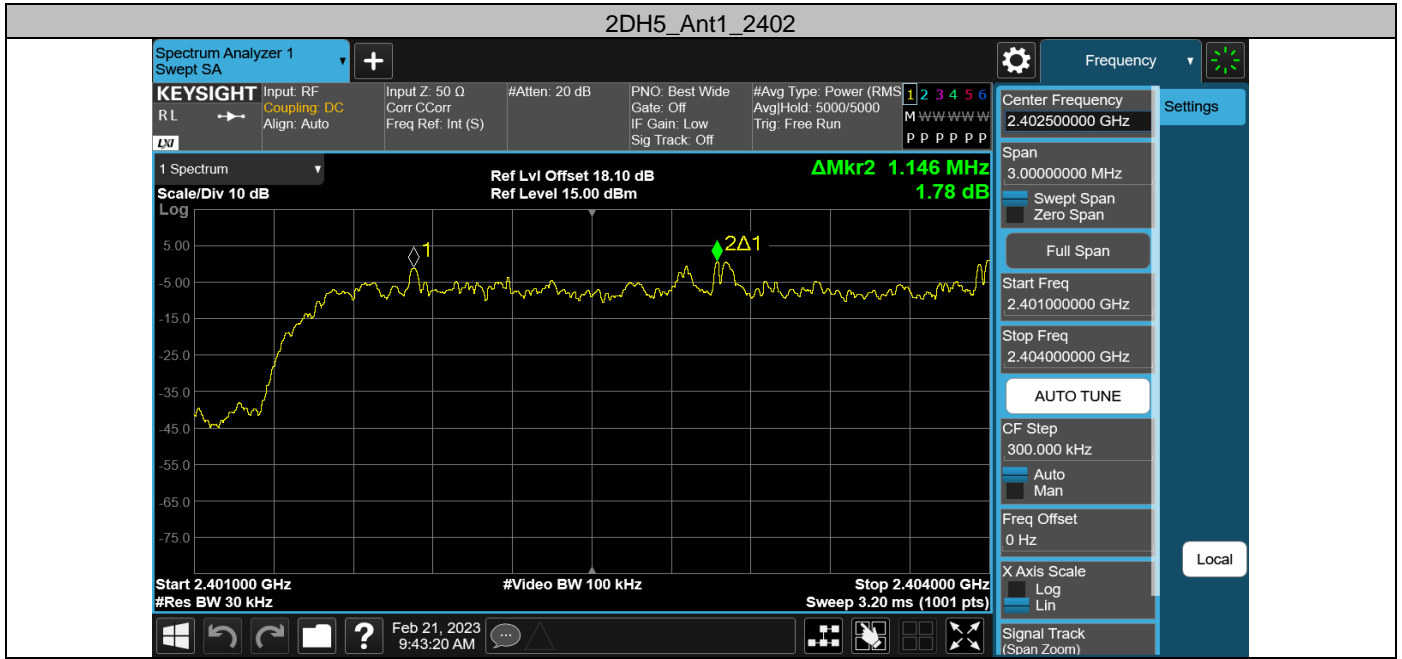 2DH5_Ant1_2402
Spectrum Analyzer 1
Swept SA
Frequency
KEYSIGHT
RL
LXI
Input: RF
Coupling: DC
Align: Auto
Input Z: 50 Ω
Corr CCorr
Freq Ref: Int (S)
#Atten: 20 dB
PNO: Best Wide
Gate: Off
IF Gain: Low
Sig Track: Off
#Avg Type: Power (RMS
Avg|Hold: 5000/5000
Trig: Free Run
1 2 3 4 5 6
M W W W W W
P P P P P P
1 Spectrum
Scale/Div 10 dB
Log
Ref Lvl Offset 18.10 dB
Ref Level 15.00 dBm
ΔMkr2 1.146 MHz
1.78 dB
1
2Δ1
5.00
-5.00
-15.0
-25.0
-35.0
-45.0
-55.0
-65.0
-75.0
Start 2.401000 GHz
#Res BW 30 kHz
#Video BW 100 kHz
Stop 2.404000 GHz
Sweep 3.20 ms (1001 pts)
Feb 21, 2023
9:43:20 AM
Center Frequency
2.402500000 GHz
Span
3.00000000 MHz
Swept Span
Zero Span
Full Span
Start Freq
2.401000000 GHz
Stop Freq
2.404000000 GHz
AUTO TUNE
CF Step
300.000 kHz
Auto
Man
Freq Offset
0 Hz
X Axis Scale
Log
Lin
Signal Track
(Span Zoom)
Settings
Local